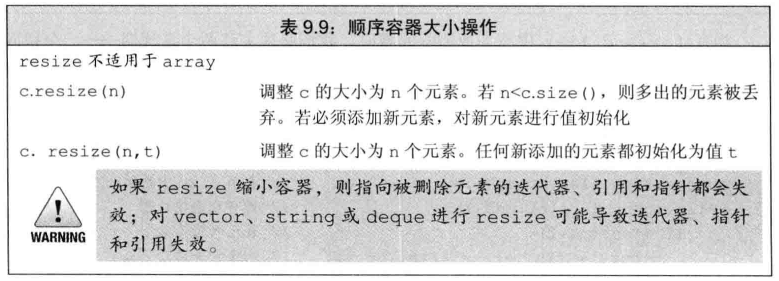 表 9.9：顺序容器大小操作
resize 不适用于 array
c.resize(n) 调整 c 的大小为 n 个元素。若 n<c.size()，则多出的元素被丢
弃。若必须添加新元素，对新元素进行值初始化
c. resize(n,t) 调整 c 的大小为 n 个元素。任何新添加的元素都初始化为值 t
如果 resize 缩小容器，则指向被删除元素的迭代器、引用和指针都会失
效；对 vector、string 或 deque 进行 resize 可能导致迭代器、指针
和引用失效。
WARNING